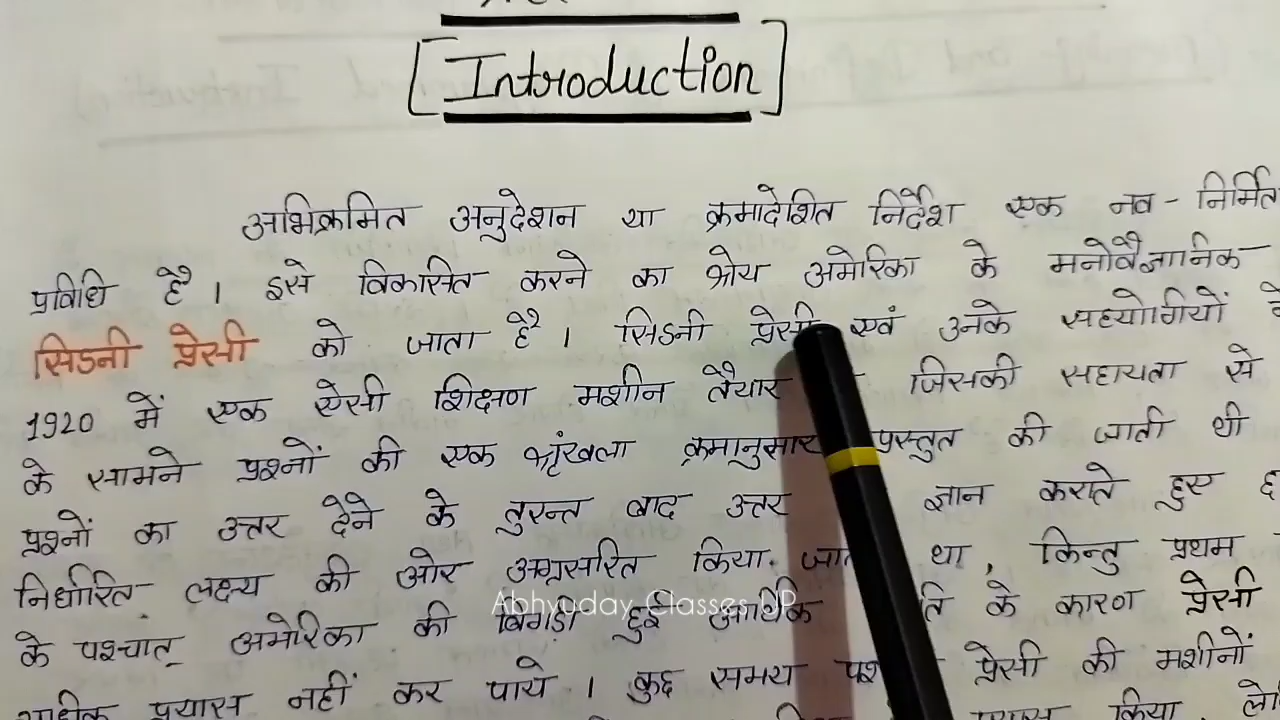 [Introduction]
अभिक्रमित अनुदेशन या क्रमादेशित निर्देश एक नव - निर्मित
प्रविधि है । इसे विकासित करने का श्रेय अमेरिका के मनोवैज्ञानिक
सिडनी प्रेसी को जाता है । सिडनी प्रेसी एवं उनके सहयोगियों
1920 में एक ऐसी शिक्षण मशीन तैयार जिसकी सहायता से
के सामने प्रश्नों की एक श्रृंखला क्रमानुसार प्रस्तुत की जाती थी
प्रश्नों का उत्तर देने के तुरन्त बाद उत्तर ज्ञान कराते हुए
निर्धारित लक्ष्य की ओर अग्रसरित किया था , किन्तु प्रथम
के पश्चात् अमेरिका की बिगड़ी हुई आर्थिक के कारण प्रेसी
प्रयास नहीं कर पाये । कुछ समय प्रेसी की मशीनों
किया
Abhyuday Classes UP